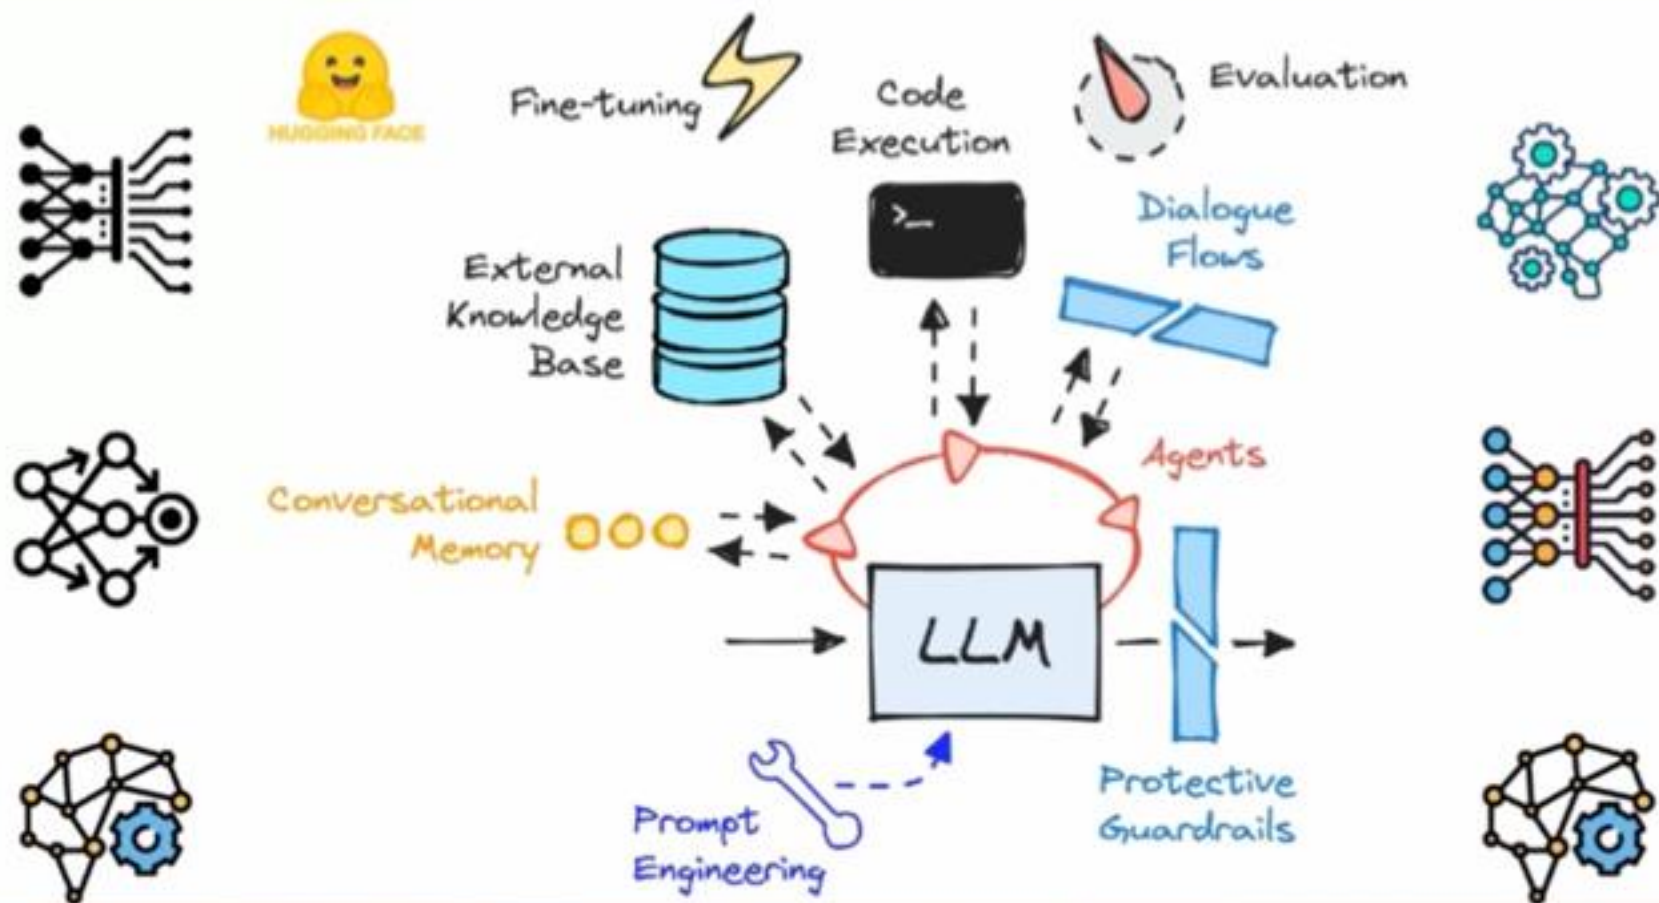 HUGGING FACE
Fine-tuning
Code
Execution
Evaluation
>_
Dialogue
Flows
External
Knowledge
Base
Agents
Conversational
Memory
LLM
Prompt
Engineering
Protective
Guardrails